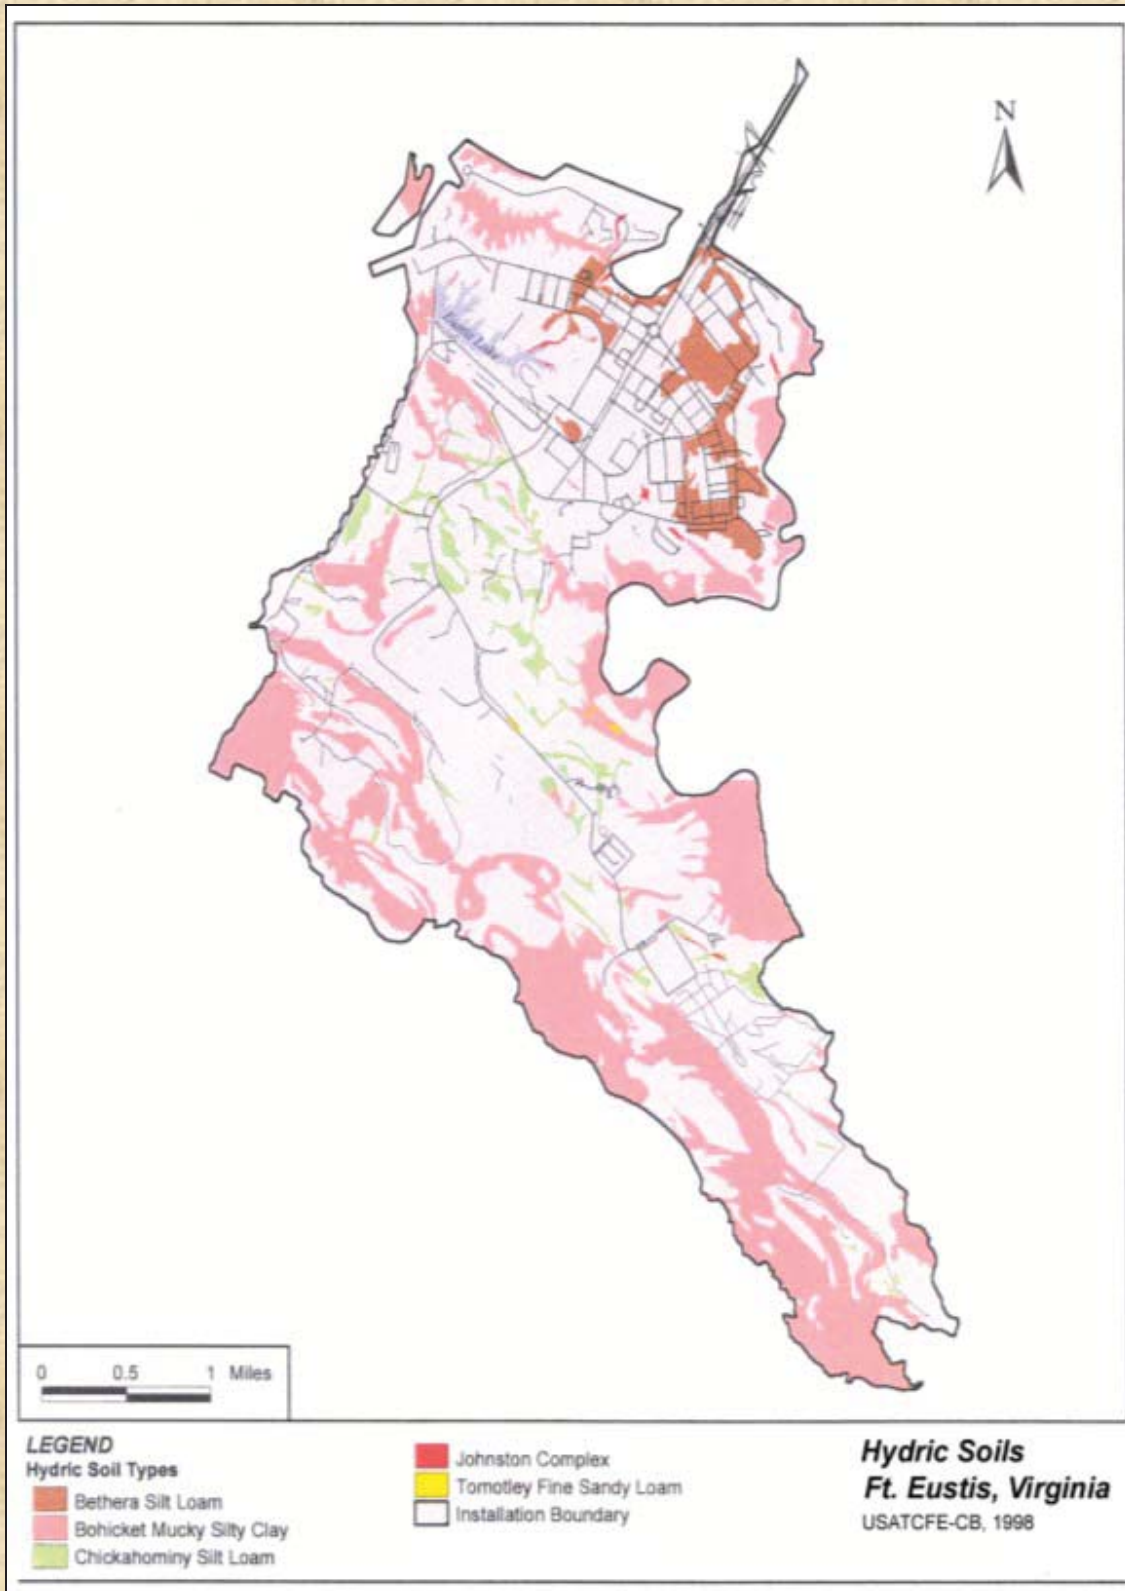 N
0 0.5 1 Miles
LEGEND
Hydric Soil Types
Bethera Silt Loam
Bohicket Mucky Silty Clay
Chickahominy Silt Loam
Johnston Complex
Tomotley Fine Sandy Loam
Installation Boundary
Hydric Soils
Ft. Eustis, Virginia
USATCFE-CB, 1998